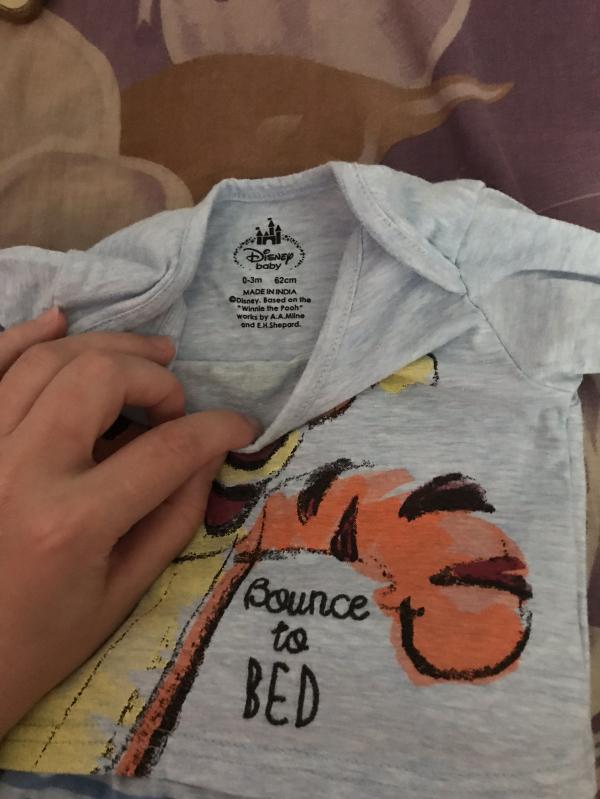 Disney
baby
0-3m 62cm
MADE IN INDIA
©Disney. Based on the
"Winnie the Pooh"
works by A.A.Milne
and E.H.Shepard.
Bounce
to
BED